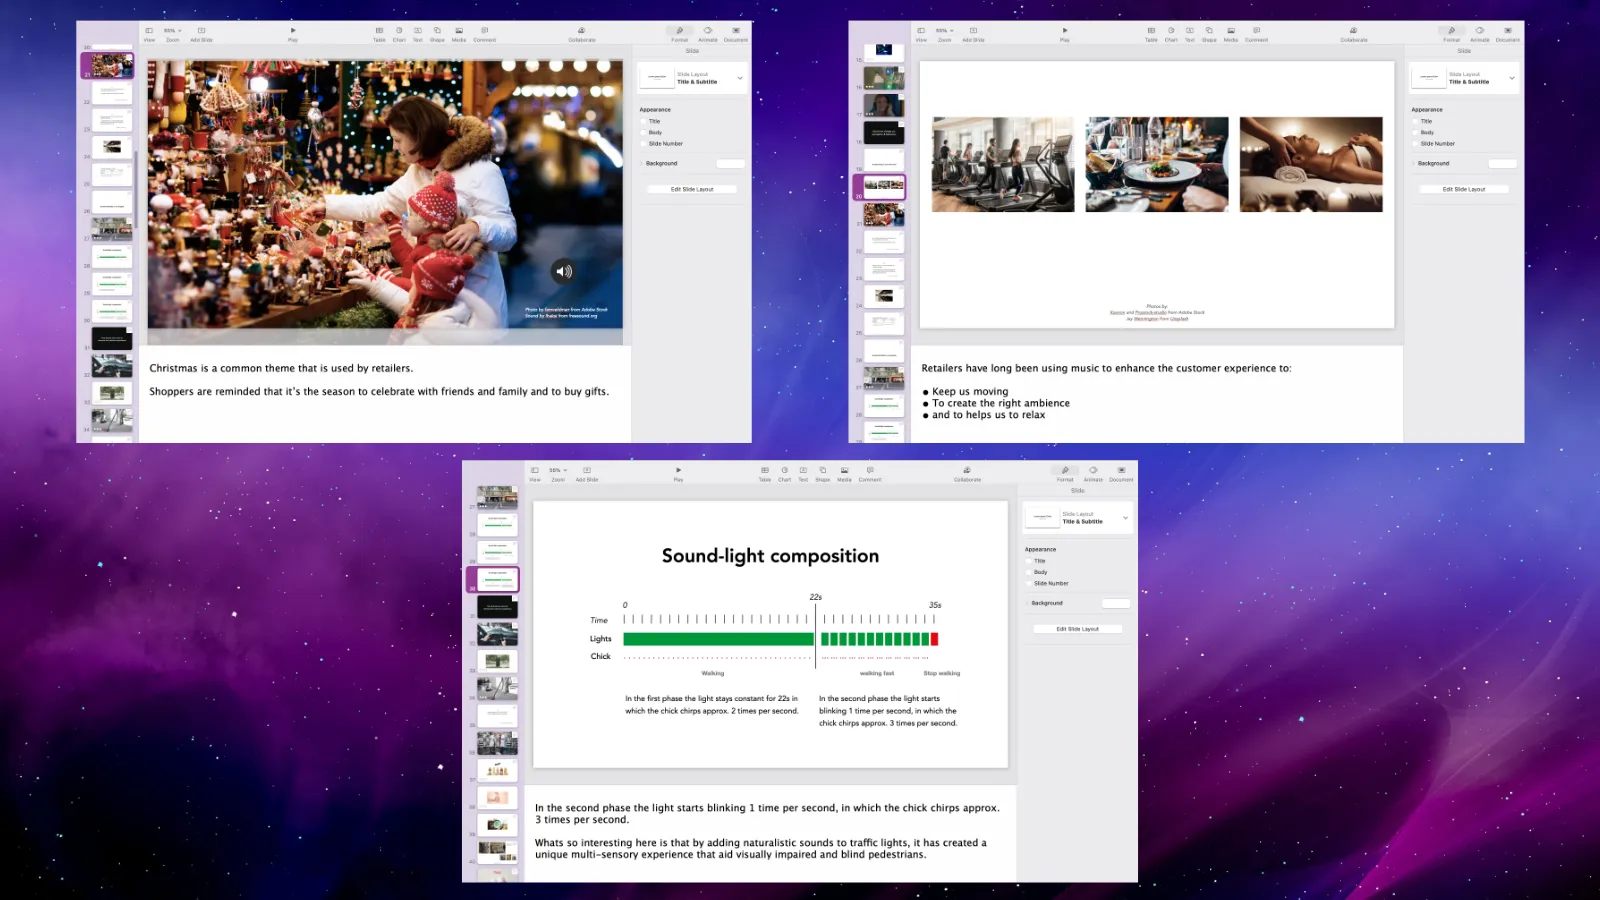 55%
View
Zoom
Add Slide
Play
Table
Chart
Text
Shape
Media
Comment
Collaborate
Format
Animate
Document
Slide
Slide Layout
Title & Subtitle
Appearance
Title
Body
Slide Number
Background
Edit Slide Layout
Sound by thatai from freesound.org
Christmas is a common theme that is used by retailers.
Shoppers are reminded that it's the season to celebrate with friends and family and to buy gifts.
55%
View
Zoom
Add Slide
Play
Table
Chart
Text
Shape
Media
Comment
Collaborate
Format
Animate
Document
Slide
Slide Layout
Title & Subtitle
Appearance
Title
Body
Slide Number
Background
Edit Slide Layout
Photos by:
Retailers have long been using music to enhance the customer experience to:
● Keep us moving
● To create the right ambience
● and to helps us to relax
50%
View
Zoom
Add Slide
Play
Table
Chart
Text
Shape
Media
Comment
Collaborate
Format
Animate
Document
Slide
Slide Layout
Title & Subtitle
Appearance
Title
Body
Slide Number
Background
Edit Slide Layout
Sound-light composition
0
22s
35s
Time
Lights
Chick
Walking
walking fast
Stop walking
In the first phase the light stays constant for 22s in
which the chick chirps approx. 2 times per second.
In the second phase the light starts
blinking 1 time per second, in which the
chick chirps approx. 3 times per second.
In the second phase the light starts blinking 1 time per second, in which the chick chirps approx.
3 times per second.
Whats so interesting here is that by adding naturalistic sounds to traffic lights, it has created a
unique multi-sensory experience that aid visually impaired and blind pedestrians.